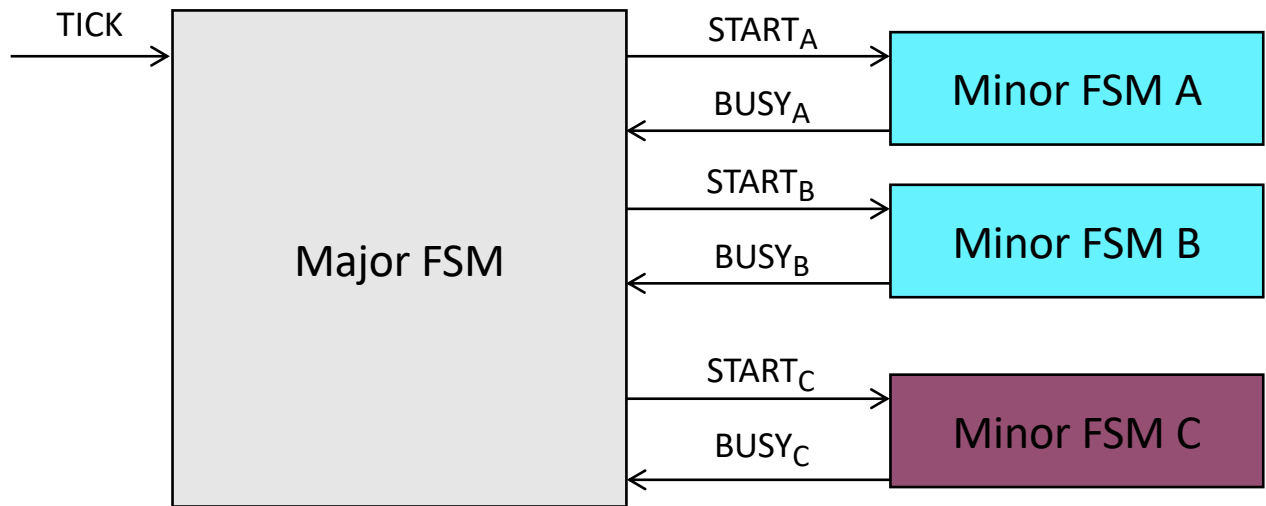 TICK
Major FSM
START_A
BUSY_A
Minor FSM A
START_B
BUSY_B
Minor FSM B
START_C
BUSY_C
Minor FSM C